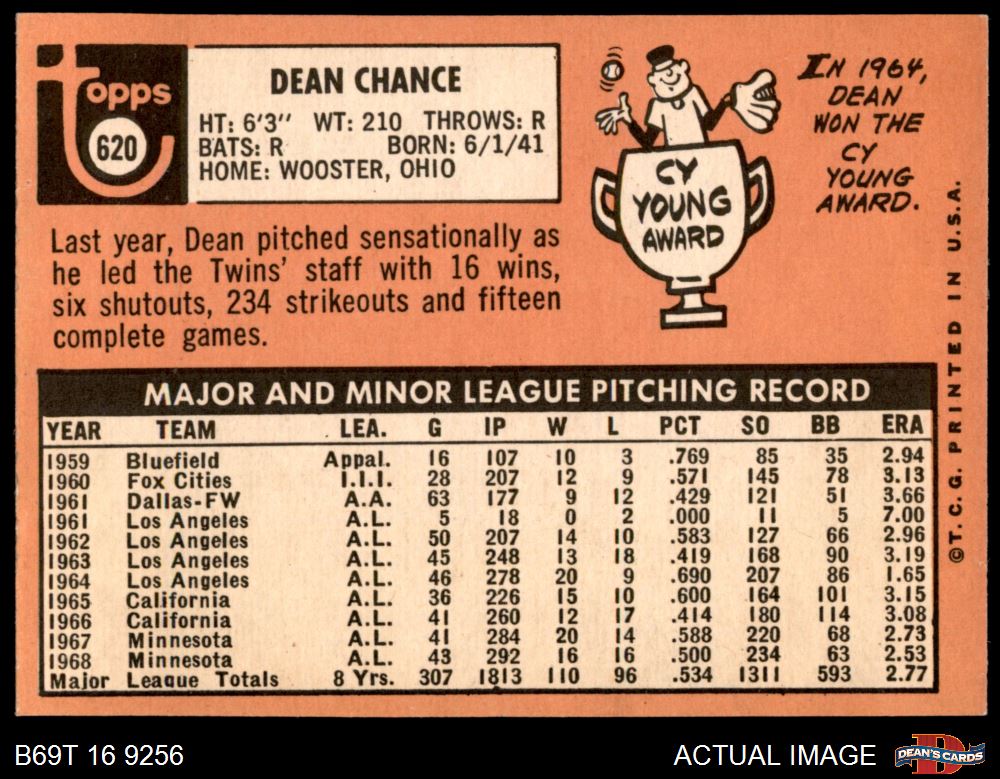 Topps
620
DEAN CHANCE
HT: 6'3" WT: 210 THROWS: R
BATS: R BORN: 6/1/41
HOME: WOOSTER, OHIO
Last year, Dean pitched sensationally as
he led the Twins' staff with 16 wins,
six shutouts, 234 strikeouts and fifteen
complete games.
CY
YOUNG
AWARD
IN 1964,
DEAN
WON THE
CY
YOUNG
AWARD.
©T. C. G. PRINTED IN U.S.A.
MAJOR AND MINOR LEAGUE PITCHING RECORD
YEAR TEAM LEA. G IP W L PCT SO BB ERA
1959 Bluefield Appal. 16 107 10 3 .769 85 35 2.94
1960 Fox Cities I.I.I. 28 207 12 9 .571 145 78 3.13
1961 Dallas-FW A.A. 63 177 9 12 .429 121 51 3.66
1961 Los Angeles A.L. 5 18 0 2 .000 11 5 7.00
1962 Los Angeles A.L. 50 207 14 10 .583 127 66 2.96
1963 Los Angeles A.L. 45 248 13 18 .419 168 90 3.19
1964 Los Angeles A.L. 46 278 20 9 .690 207 86 1.65
1965 California A.L. 36 226 15 10 .600 164 101 3.15
1966 California A.L. 41 260 12 17 .414 180 114 3.08
1967 Minnesota A.L. 41 284 20 14 .588 220 68 2.73
1968 Minnesota A.L. 43 292 16 16 .500 234 63 2.53
Major League Totals 8 Yrs. 307 1813 110 96 .534 1311 593 2.77
B69T 16 9256
ACTUAL IMAGE
DEAN'S CARDS